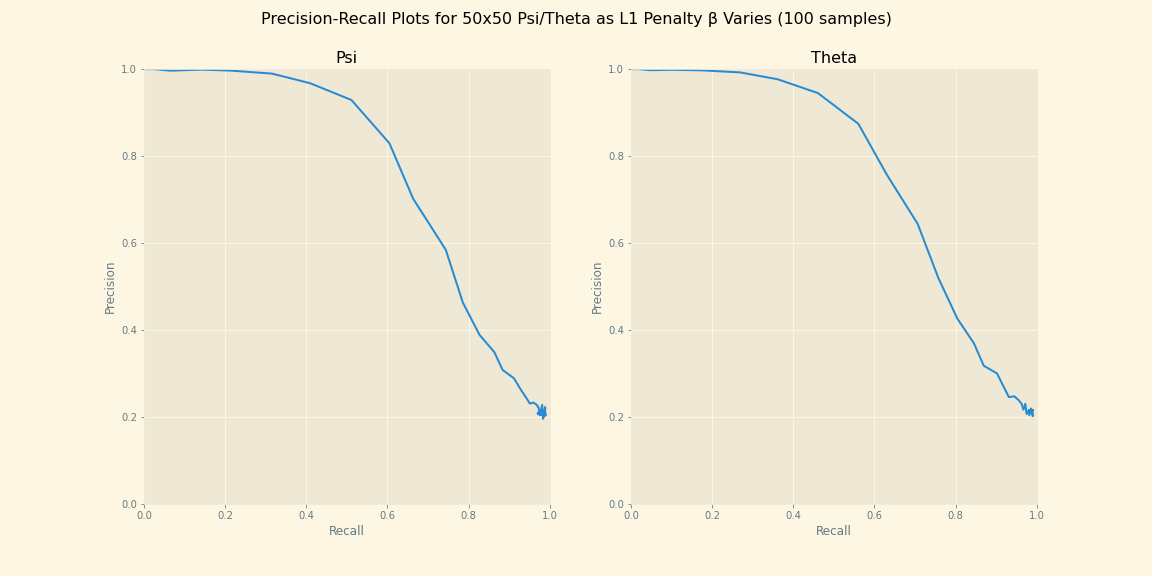 Precision-Recall Plots for 50x50 Psi/Theta as L1 Penalty β Varies (100 samples)
Psi
1.0
0.8
0.6
0.4
0.2
0.0
Precision
0.0 0.2 0.4 0.6 0.8 1.0
Recall
Theta
1.0
0.8
0.6
0.4
0.2
0.0
Precision
0.0 0.2 0.4 0.6 0.8 1.0
Recall